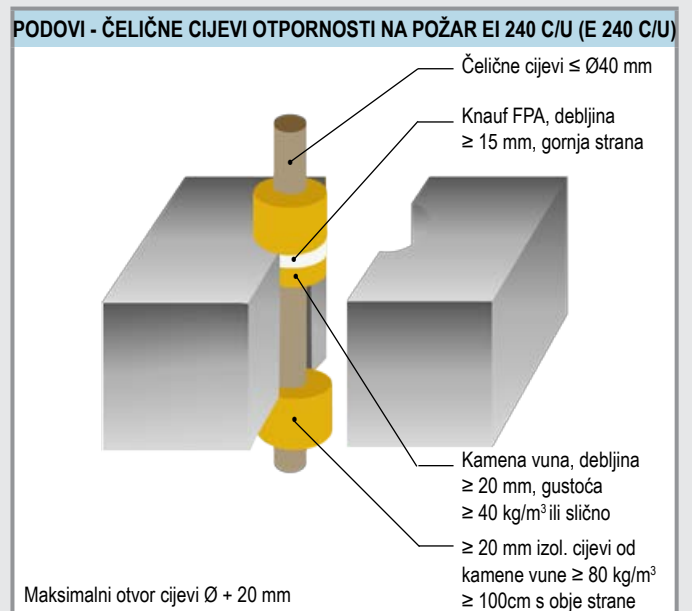 PODOVI - ČELIČNE CIJEVI OTPORNOSTI NA POŽAR EI 240 C/U (E 240 C/U)
Čelične cijevi ≤ Ø40 mm
Knauf FPA, debljina
≥ 15 mm, gornja strana
Kamena vuna, debljina
≥ 20 mm, gustoća
≥ 40 kg/m³ ili slično
≥ 20 mm izol. cijevi od
kamene vune ≥ 80 kg/m³
≥ 100cm s obje strane
Maksimalni otvor cijevi Ø + 20 mm